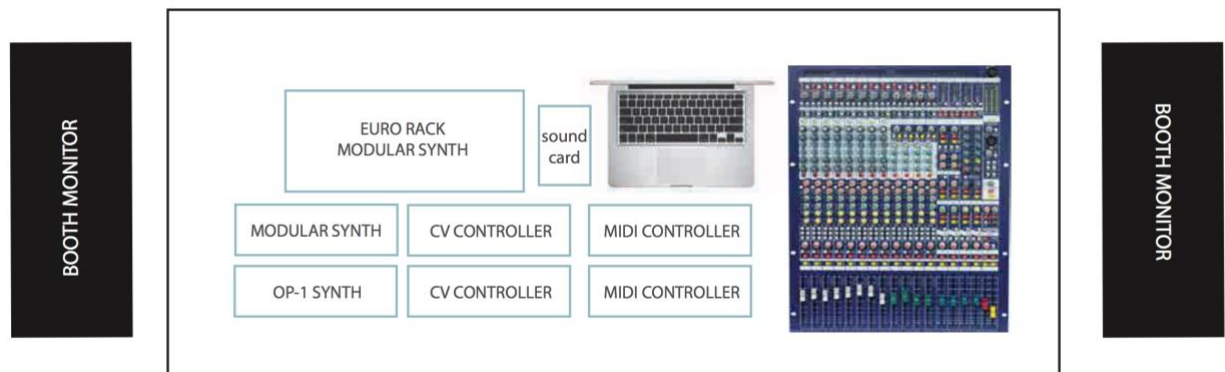 BOOTH MONITOR
EURO RACK
MODULAR SYNTH
sound
card
MODULAR SYNTH
CV CONTROLLER
MIDI CONTROLLER
OP-1 SYNTH
CV CONTROLLER
MIDI CONTROLLER
BOOTH MONITOR